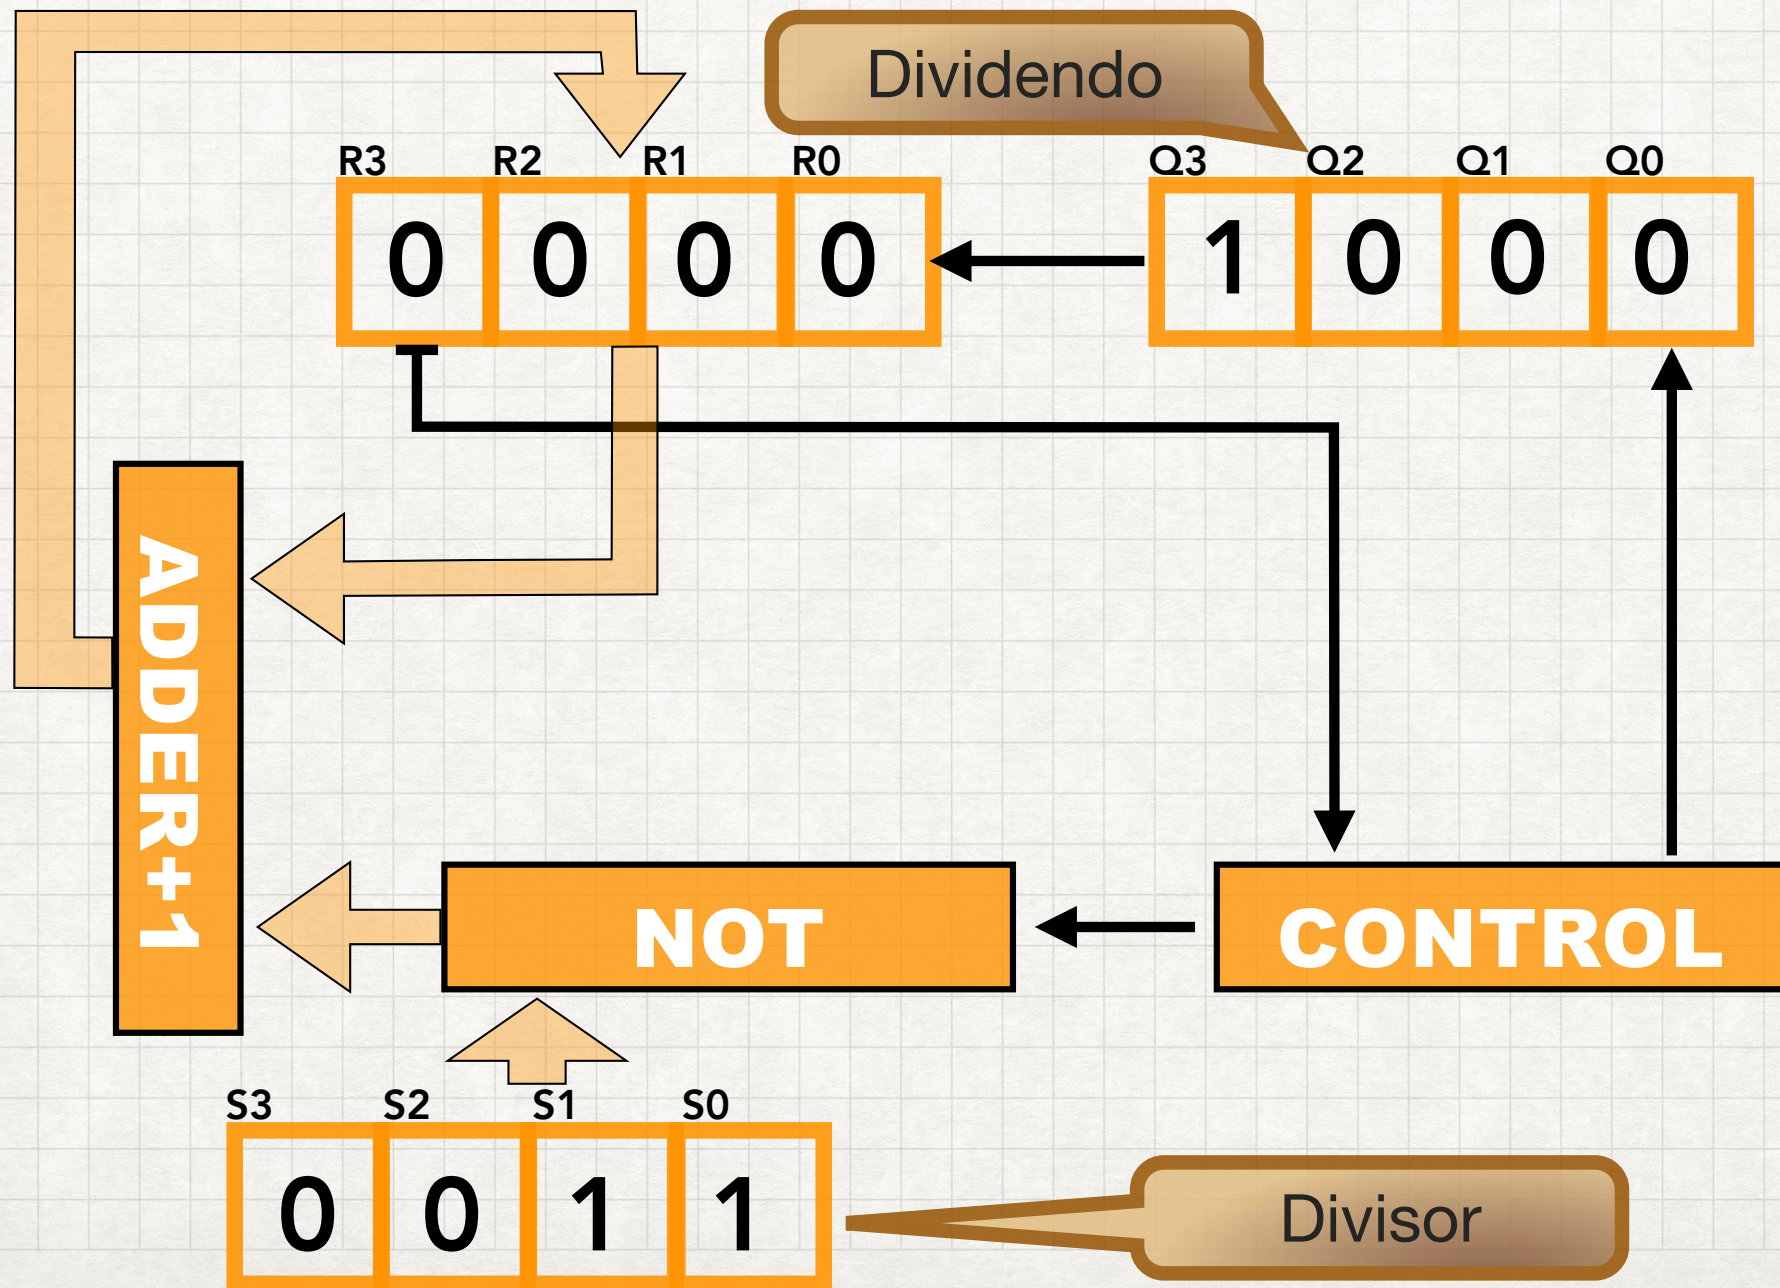 Dividendo
R3 R2 R1 R0
Q3 Q2 Q1 Q0
0 0 0 0
1 0 0 0
ADDER+1
NOT
CONTROL
S3 S2 S1 S0
0 0 1 1
Divisor